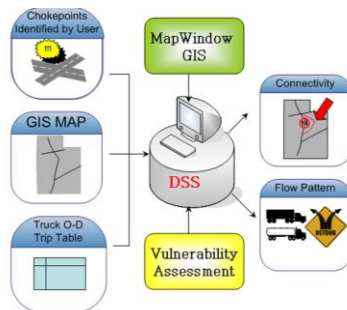 Chokepoints
Identified by User
!!!
GIS MAP
Truck O-D
Trip Table
MapWindow
GIS
DSS
Vulnerability
Assessment
Connectivity
Flow Pattern
DETOUR